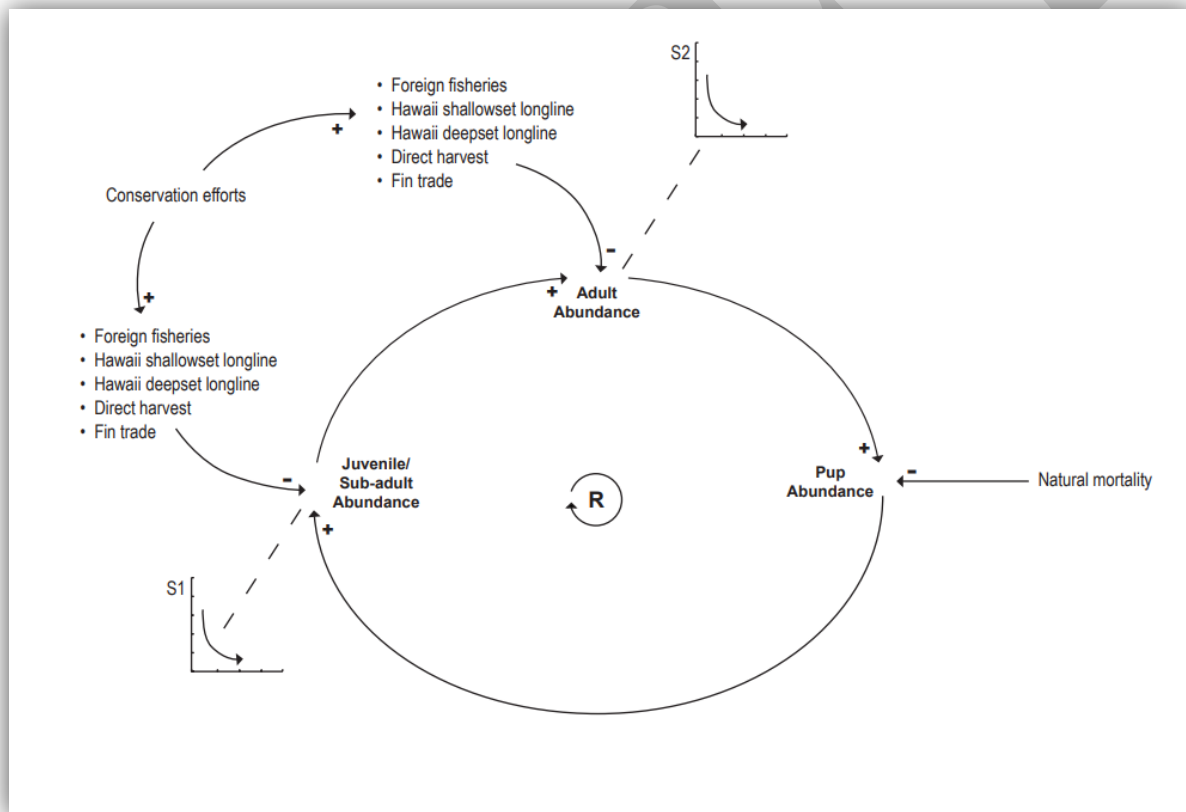 S2
• Foreign fisheries
• Hawaii shallowset longline
• Hawaii deepset longline
• Direct harvest
• Fin trade
+
Conservation efforts
-
+
+
Adult
Abundance
• Foreign fisheries
• Hawaii shallowset longline
• Hawaii deepset longline
• Direct harvest
• Fin trade
+
-
Juvenile/
Sub-adult
Abundance
R
Pup
Abundance
-
Natural mortality
+
S1